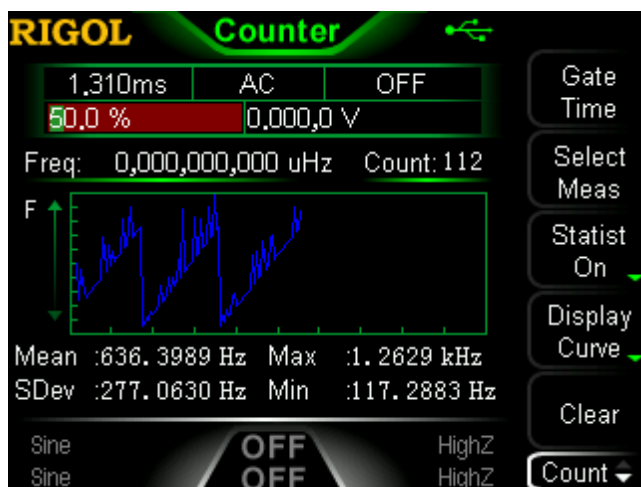 RIGOL Counter
1.310ms AC OFF
50.0 % 0.000,0 V
Freq: 0,000,000,000 uHz Count: 112
F
Mean :636.3989 Hz Max :1.2629 kHz
SDev :277.0630 Hz Min :117.2883 Hz
Sine OFF HighZ
Sine OFF HighZ
Gate
Time
Select
Meas
Statist
On
Display
Curve
Clear
Count